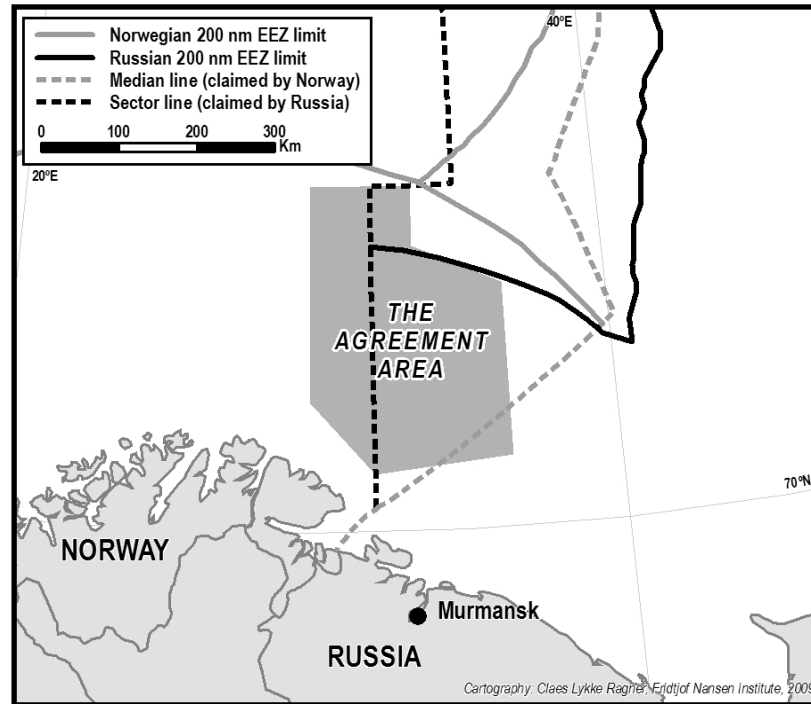 Norwegian 200 nm EEZ limit
Russian 200 nm EEZ limit
Median line (claimed by Norway)
Sector line (claimed by Russia)
0 100 200 300
Km
40ºE
20ºE
THE
AGREEMENT
AREA
70ºN
NORWAY
Murmansk
RUSSIA
Cartography: Claes Lykke Ragner, Fridtjof Nansen Institute, 2009